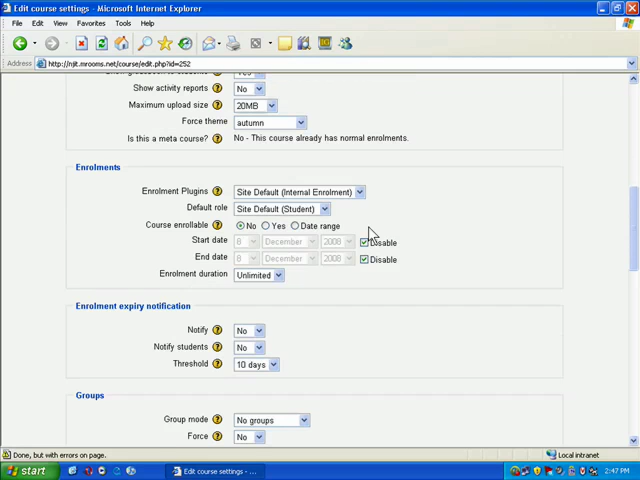 Edit course settings - Microsoft Internet Explorer
File Edit View Favorites Tools Help
http://njit.mrooms.net/course/edit.php?id=252
Show activity reports No
Maximum upload size 20MB
Force theme autumn
Is this a meta course? No - This course already has normal enrolments.
Enrolments
Enrolment Plugins Site Default (Internal Enrolment)
Default role Site Default (Student)
Course enrollable No Yes Date range
Start date 8 December 2008 Disable
End date 8 December 2008 Disable
Enrolment duration Unlimited
Enrolment expiry notification
Notify No
Notify students No
Threshold 10 days
Groups
Group mode No groups
Force No
Done, but with errors on page. Local intranet
start Edit course settings - ... 2:47 PM